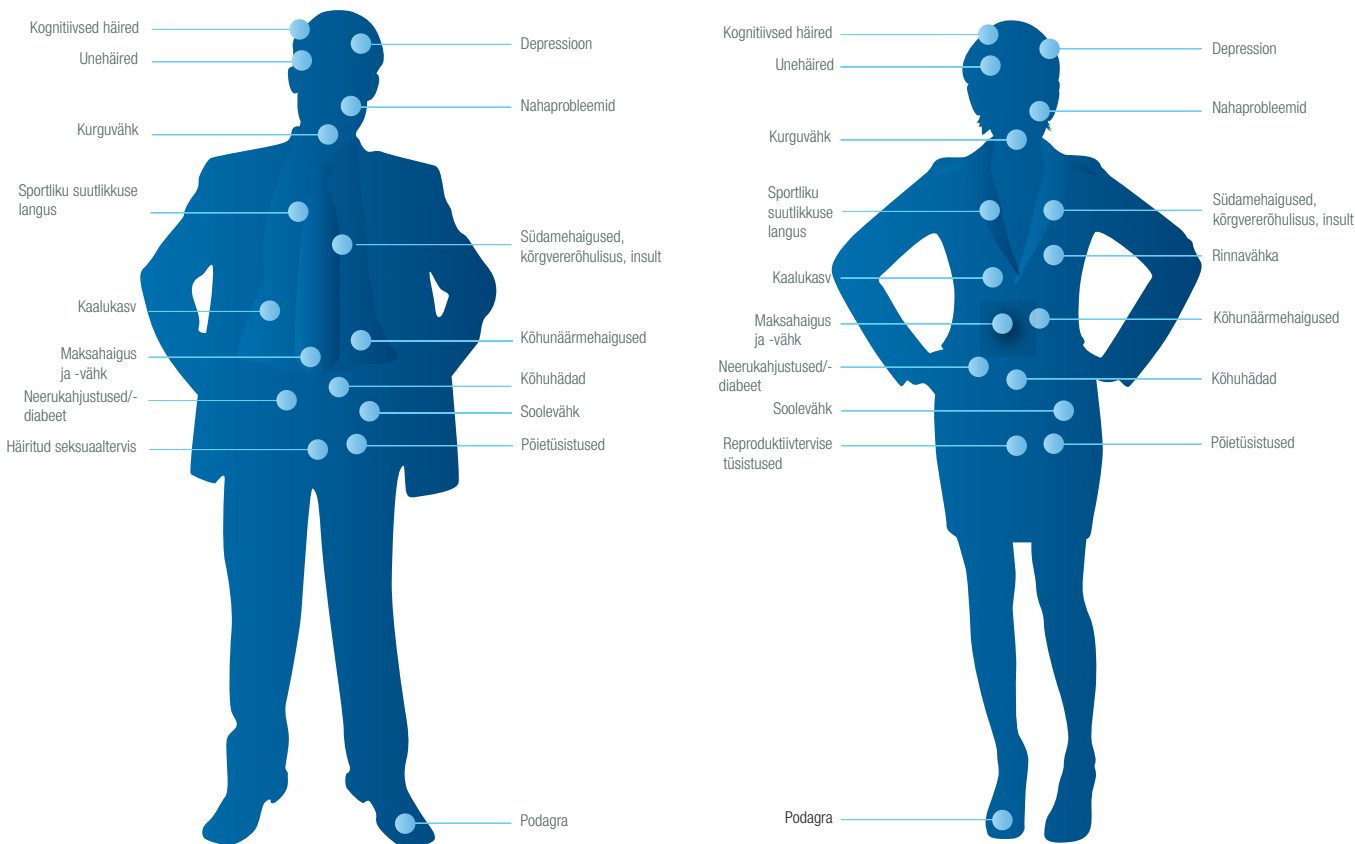 Kognitiivsed häired
Unehäired
Kurguvähk
Sportliku suutlikkuse
langus
Kaalukasv
Maksahaigus
ja -vähk
Neerukahjustused/-
diabeet
Häiritud seksuaaltervis
Depressioon
Nahaprobleemid
Südamehaigused,
kõrgvererõhulisus, insult
Kõhunäärmehaigused
Kõhuhädad
Soolevähk
Põietüsistused
Podagra
Kognitiivsed häired
Unehäired
Kurguvähk
Sportliku
suutlikkuse
langus
Kaalukasv
Maksahaigus
ja -vähk
Neerukahjustused/-
diabeet
Soolevähk
Reproduktiivtervise
tüsistused
Podagra
Depression
Nahaprobleemid
Südamehaigused,
kõrgvererõhulisus, insult
Rinnavähka
Kõhunäärmehaigused
Kõhuhädad
Põietüsistused